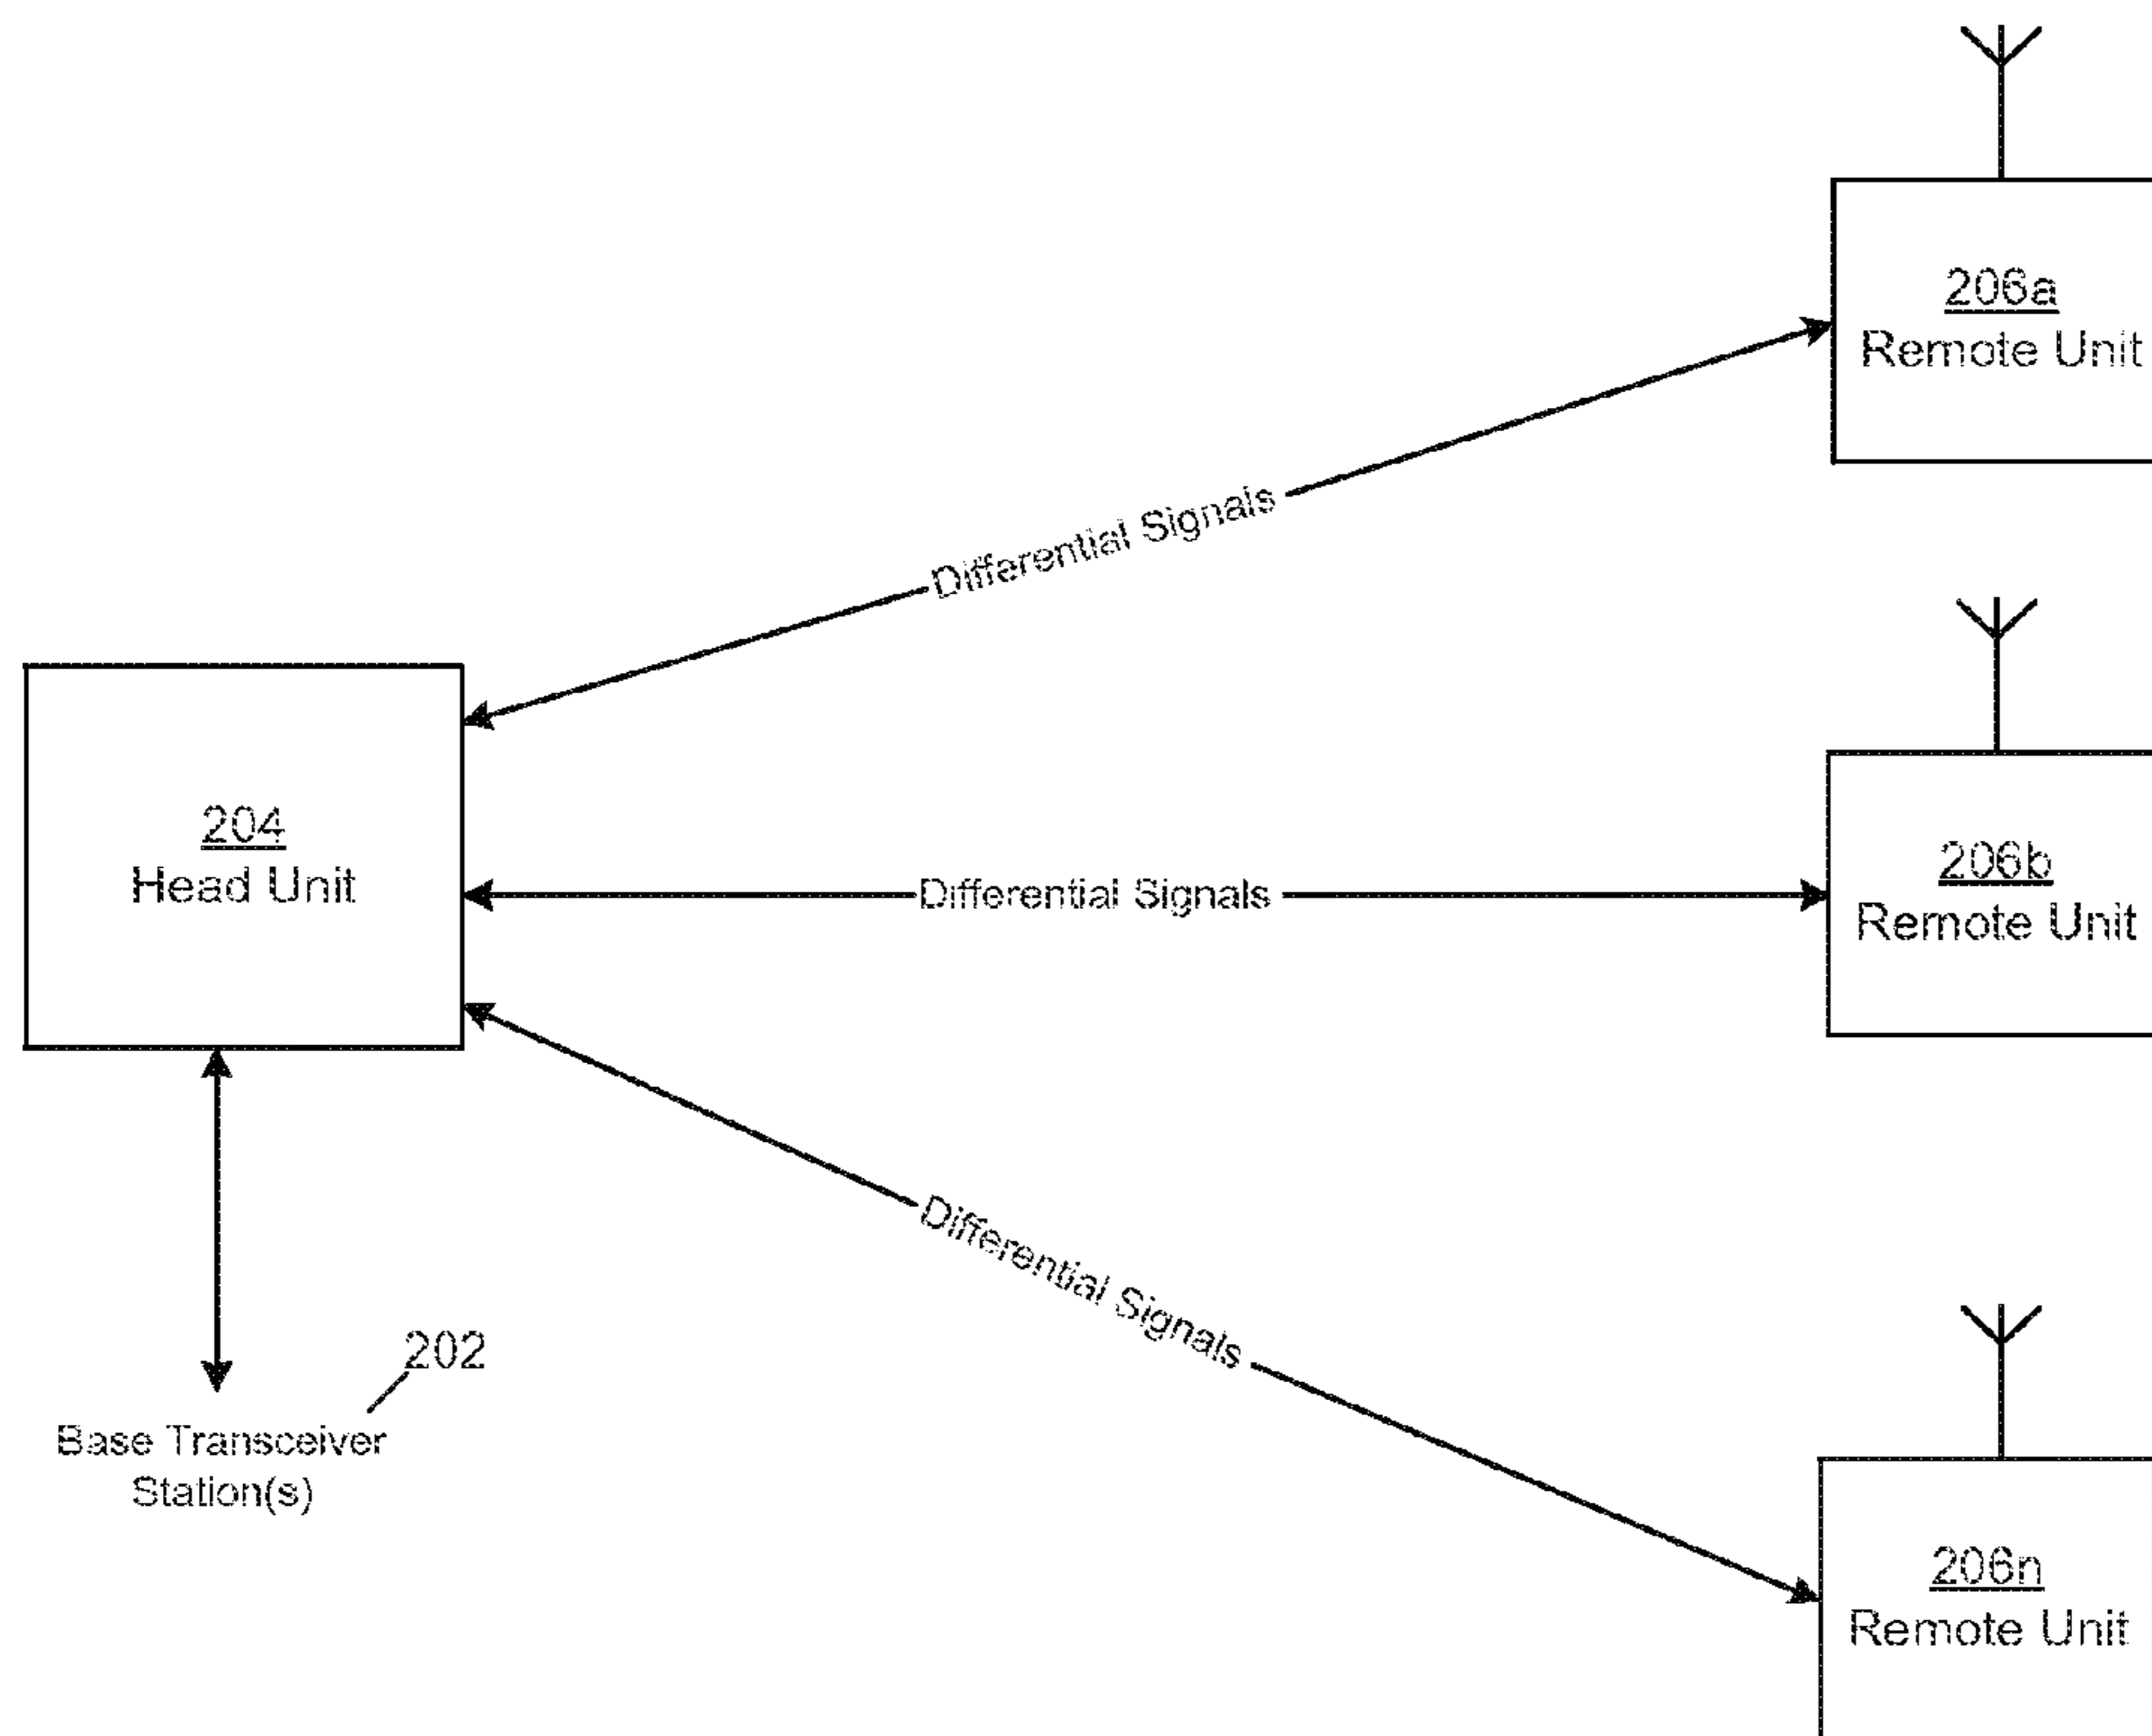 206a
Remote Unit
Differential Signals
204
Head Unit
Differential Signals
206b
Remote Unit
Differential Signals
202
Base Transceiver
Station(s)
206n
Remote Unit